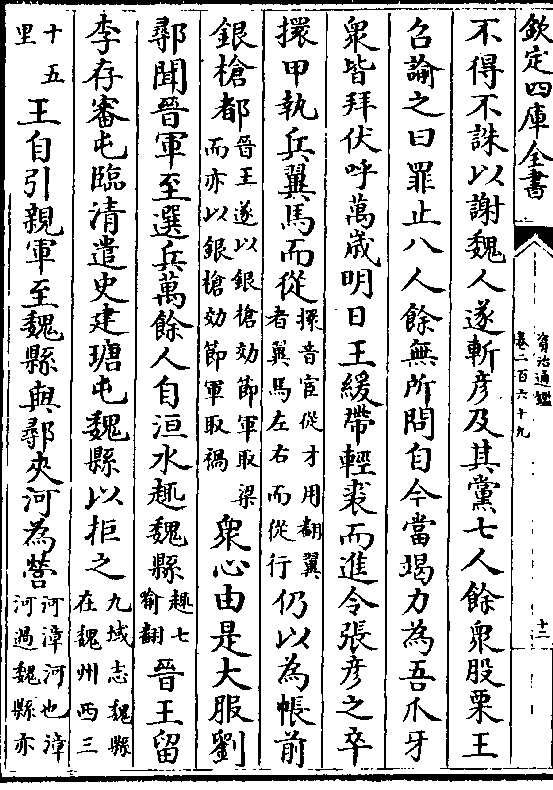 欽定四庫全書
資治通鑑
卷二百六十九
十二
不得不誅以謝魏人遂斬彦及其黨七人餘衆股栗王
召諭之曰罪止八人餘無所問自今當竭力為吾爪牙
衆皆拜伏呼萬歳明日王緩帶輕裘而進令張彦之卒
擐甲執兵翼馬而從擐音宦從才用翻翼者翼馬左右而從行仍以為帳前
銀槍都晉王遂以銀槍効節軍取梁而亦以銀槍効節軍取禍衆心由是大服劉
鄩聞晉軍至選兵萬餘人自洹水趣魏縣趣七喻翻晉王留
李存審屯臨清遣史建瑭屯魏縣以拒之九域志魏縣在魏州西三
十五里王自引親軍至魏縣與鄩夾河為營河漳河也漳河過魏縣亦